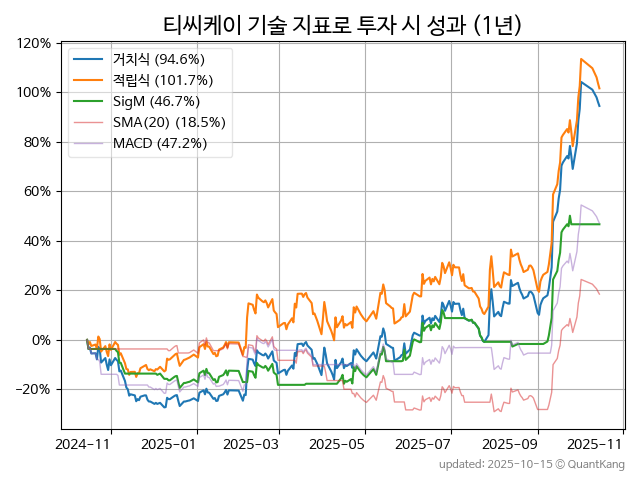 티씨케이 기술 지표로 투자 시 성과 (1년)
120%
100%
80%
60%
40%
20%
0%
−20%
거치식 (94.6%)
적립식 (101.7%)
SigM (46.7%)
SMA(20) (18.5%)
MACD (47.2%)
2024−11
2025−01
2025−03
2025−05
2025−07
2025−09
2025−11
updated: 2025-10-15 ⓒ QuantKang